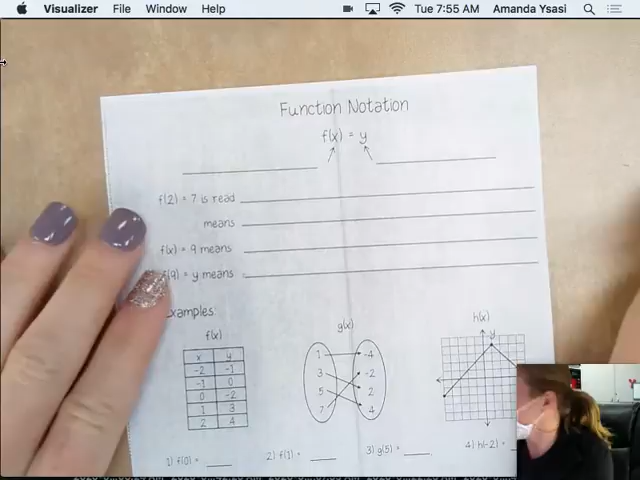 Visualizer File Window Help Tue 7:55 AM Amanda Ysasi
Function Notation
f(x) = y
f(2) = 7 is read
means
f(x) = 9 means
f(9) = y means
xamples:
f(x) g(x) h(x)
x y
-2 -1
-1 0
0 -2
1 3
2 4
1 -4
3 -2
5 2
7 4
y
1) f(0) = 2) f(1) = 3) g(5) = 4) h(-2) =